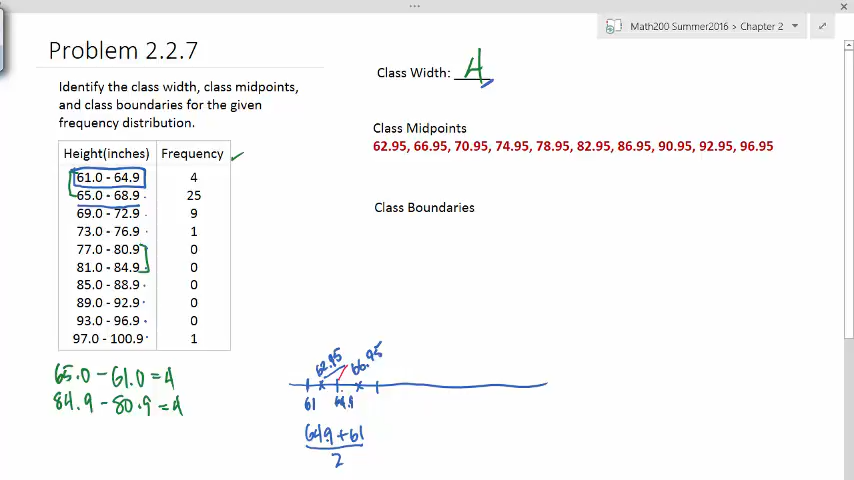 Math200 Summer2016 > Chapter 2
Problem 2.2.7
Identify the class width, class midpoints,
and class boundaries for the given
frequency distribution.
Height(inches) Frequency
61.0 - 64.9 4
65.0 - 68.9 25
69.0 - 72.9 9
73.0 - 76.9 1
77.0 - 80.9 0
81.0 - 84.9 0
85.0 - 88.9 0
89.0 - 92.9 0
93.0 - 96.9 0
97.0 - 100.9 1
65.0 - 61.0 = 4
84.9 - 80.9 = 4
Class Width: 4
Class Midpoints
62.95, 66.95, 70.95, 74.95, 78.95, 82.95, 86.95, 90.95, 92.95, 96.95
Class Boundaries
62.95 66.95
61 64.9
64.9 + 61
2